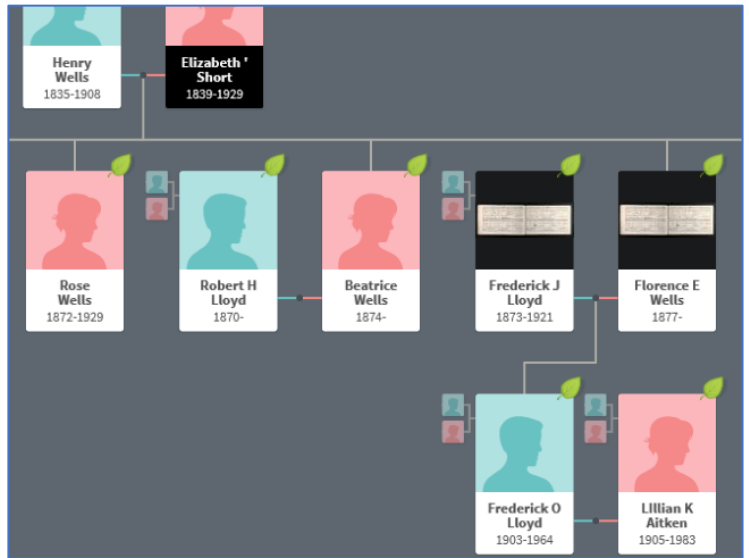 Henry
Wells
1835-1908
Elizabeth '
Short
1839-1929
Rose
Wells
1872-1929
Robert H
Lloyd
1870-
Beatrice
Wells
1874-
Frederick J
Lloyd
1873-1921
Florence E
Wells
1877-
Frederick O
Lloyd
1903-1964
LIllian K
Aitken
1905-1983